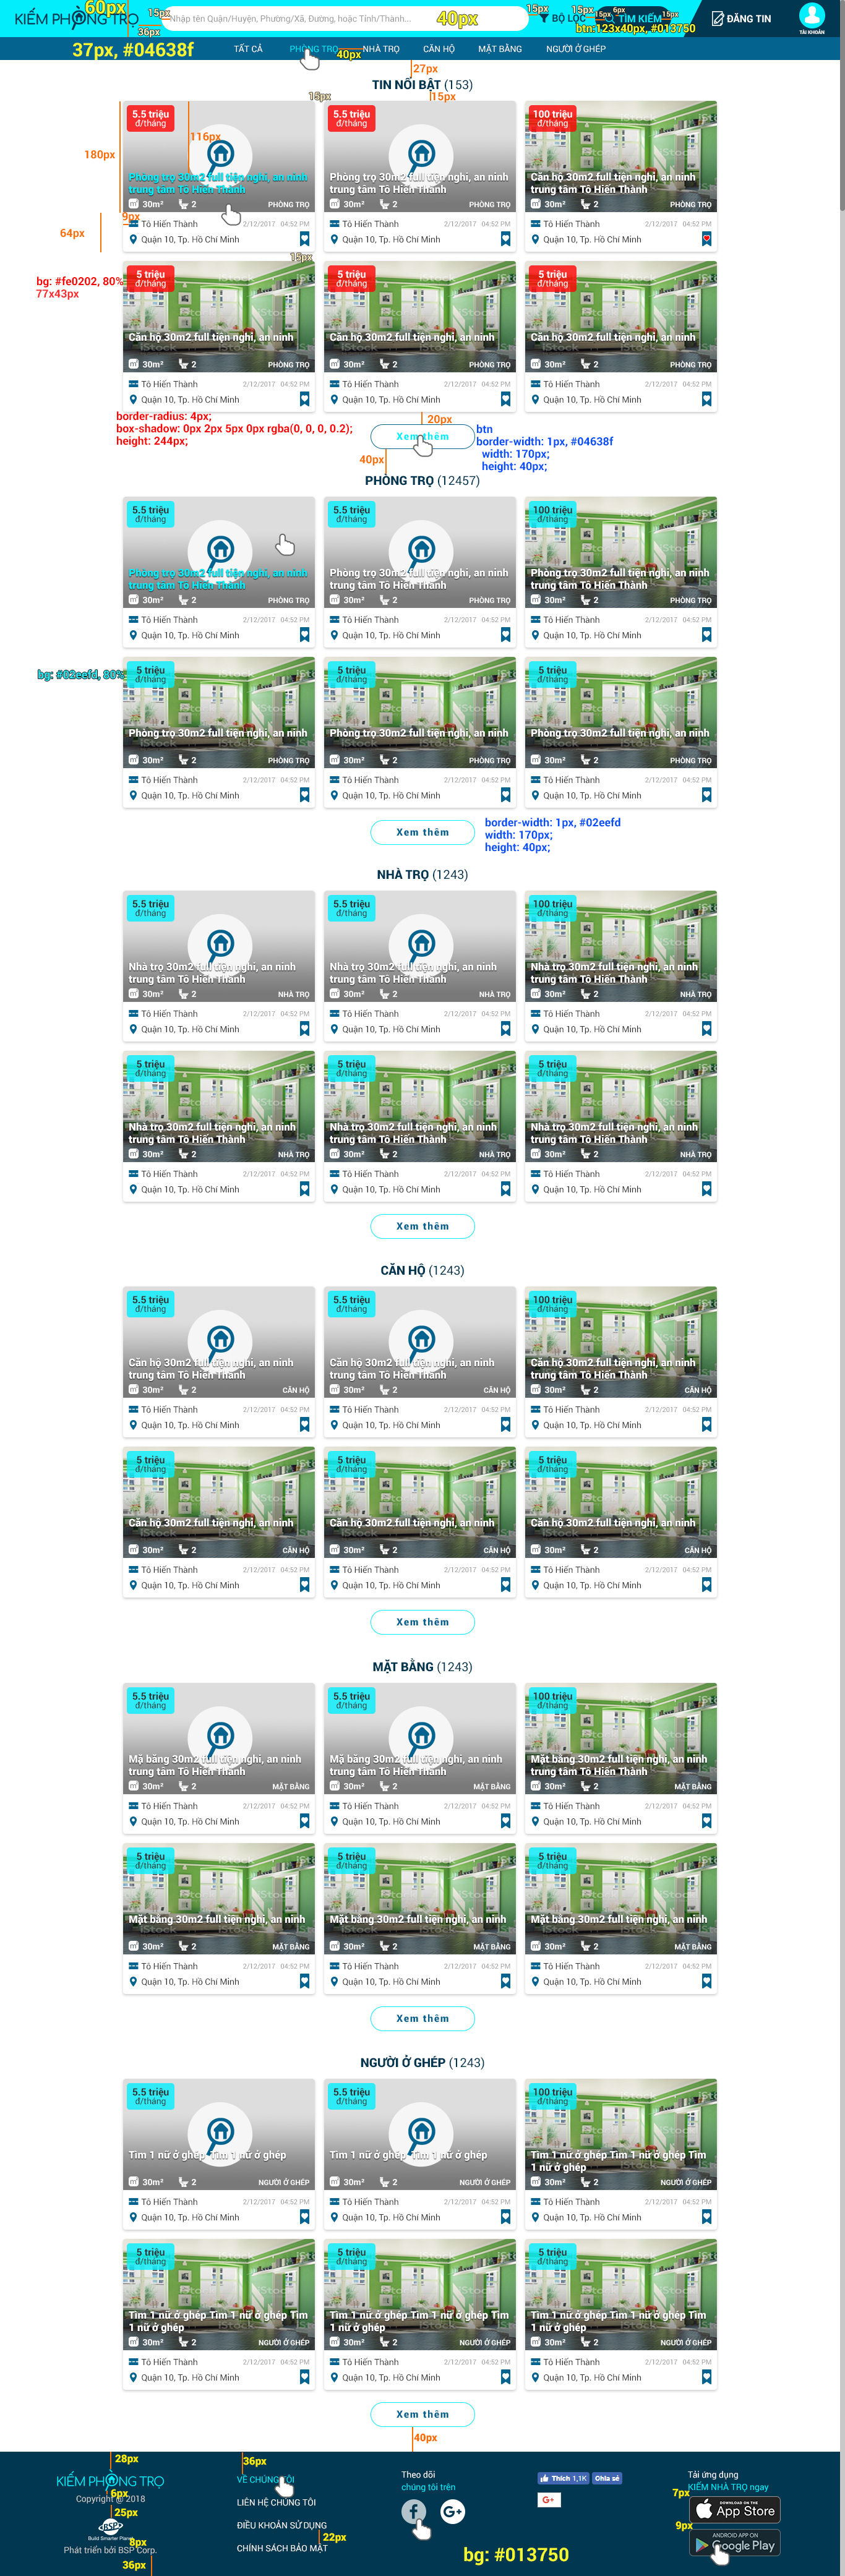 60px
KIẾM PHÒNG TRỌ
15px
36px
Nhập tên Quận/Huyện, Phường/Xã, Đường, hoặc Tỉnh/Thành...
40px
15px
BỘ LỌC
15px
15px
6px
TÌM KIẾM
15px
btn:123x40px, #013750
ĐĂNG TIN
TÀI KHOẢN
37px, #04638f
TẤT CẢ
PHÒNG TRỌ
40px
NHÀ TRỌ
CĂN HỘ
MẶT BẰNG
NGƯỜI Ở GHÉP
27px
TIN NỔI BẬT (153)
15px
15px
180px
116px
5.5 triệu
đ/tháng
Phòng trọ 30m2 full tiện nghi, an ninh
trung tâm Tô Hiến Thành
30m² 2 PHÒNG TRỌ
9px
64px
Tô Hiến Thành 2/12/2017 04:52 PM
Quận 10, Tp. Hồ Chí Minh
5.5 triệu
đ/tháng
Phòng trọ 30m2 full tiện nghi, an ninh
trung tâm Tô Hiến Thành
30m² 2 PHÒNG TRỌ
Tô Hiến Thành 2/12/2017 04:52 PM
Quận 10, Tp. Hồ Chí Minh
100 triệu
đ/tháng
Căn hộ 30m2 full tiện nghi, an ninh
trung tâm Tô Hiến Thành
30m² 2 PHÒNG TRỌ
Tô Hiến Thành 2/12/2017 04:52 PM
Quận 10, Tp. Hồ Chí Minh
15px
bg: #fe0202, 80%
77x43px
5 triệu
đ/tháng
Căn hộ 30m2 full tiện nghi, an ninh
30m² 2 PHÒNG TRỌ
Tô Hiến Thành 2/12/2017 04:52 PM
Quận 10, Tp. Hồ Chí Minh
5 triệu
đ/tháng
Căn hộ 30m2 full tiện nghi, an ninh
30m² 2 PHÒNG TRỌ
Tô Hiến Thành 2/12/2017 04:52 PM
Quận 10, Tp. Hồ Chí Minh
5 triệu
đ/tháng
Căn hộ 30m2 full tiện nghi, an ninh
30m² 2 PHÒNG TRỌ
Tô Hiến Thành 2/12/2017 04:52 PM
Quận 10, Tp. Hồ Chí Minh
border-radius: 4px;
box-shadow: 0px 2px 5px 0px rgba(0, 0, 0, 0.2);
height: 244px;
20px
Xem thêm
40px
btn
border-width: 1px, #04638f
width: 170px;
height: 40px;
PHÒNG TRỌ (12457)
5.5 triệu
đ/tháng
Phòng trọ 30m2 full tiện nghi, an ninh
trung tâm Tô Hiến Thành
30m² 2 PHÒNG TRỌ
Tô Hiến Thành 2/12/2017 04:52 PM
Quận 10, Tp. Hồ Chí Minh
5.5 triệu
đ/tháng
Phòng trọ 30m2 full tiện nghi, an ninh
trung tâm Tô Hiến Thành
30m² 2 PHÒNG TRỌ
Tô Hiến Thành 2/12/2017 04:52 PM
Quận 10, Tp. Hồ Chí Minh
100 triệu
đ/tháng
Phòng trọ 30m2 full tiện nghi, an ninh
trung tâm Tô Hiến Thành
30m² 2 PHÒNG TRỌ
Tô Hiến Thành 2/12/2017 04:52 PM
Quận 10, Tp. Hồ Chí Minh
bg: #02eefd, 80%
5 triệu
đ/tháng
Phòng trọ 30m2 full tiện nghi, an ninh
30m² 2 PHÒNG TRỌ
Tô Hiến Thành 2/12/2017 04:52 PM
Quận 10, Tp. Hồ Chí Minh
5 triệu
đ/tháng
Phòng trọ 30m2 full tiện nghi, an ninh
30m² 2 PHÒNG TRỌ
Tô Hiến Thành 2/12/2017 04:52 PM
Quận 10, Tp. Hồ Chí Minh
5 triệu
đ/tháng
Phòng trọ 30m2 full tiện nghi, an ninh
30m² 2 PHÒNG TRỌ
Tô Hiến Thành 2/12/2017 04:52 PM
Quận 10, Tp. Hồ Chí Minh
Xem thêm
border-width: 1px, #02eefd
width: 170px;
height: 40px;
NHÀ TRỌ (1243)
5.5 triệu
đ/tháng
Nhà trọ 30m2 full tiện nghi, an ninh
trung tâm Tô Hiến Thành
30m² 2 NHÀ TRỌ
Tô Hiến Thành 2/12/2017 04:52 PM
Quận 10, Tp. Hồ Chí Minh
5.5 triệu
đ/tháng
Nhà trọ 30m2 full tiện nghi, an ninh
trung tâm Tô Hiến Thành
30m² 2 NHÀ TRỌ
Tô Hiến Thành 2/12/2017 04:52 PM
Quận 10, Tp. Hồ Chí Minh
100 triệu
đ/tháng
Nhà trọ 30m2 full tiện nghi, an ninh
trung tâm Tô Hiến Thành
30m² 2 NHÀ TRỌ
Tô Hiến Thành 2/12/2017 04:52 PM
Quận 10, Tp. Hồ Chí Minh
5 triệu
đ/tháng
Nhà trọ 30m2 full tiện nghi, an ninh
trung tâm Tô Hiến Thành
30m² 2 NHÀ TRỌ
Tô Hiến Thành 2/12/2017 04:52 PM
Quận 10, Tp. Hồ Chí Minh
5 triệu
đ/tháng
Nhà trọ 30m2 full tiện nghi, an ninh
trung tâm Tô Hiến Thành
30m² 2 NHÀ TRỌ
Tô Hiến Thành 2/12/2017 04:52 PM
Quận 10, Tp. Hồ Chí Minh
5 triệu
đ/tháng
Nhà trọ 30m2 full tiện nghi, an ninh
trung tâm Tô Hiến Thành
30m² 2 NHÀ TRỌ
Tô Hiến Thành 2/12/2017 04:52 PM
Quận 10, Tp. Hồ Chí Minh
Xem thêm
CĂN HỘ (1243)
5.5 triệu
đ/tháng
Căn hộ 30m2 full tiện nghi, an ninh
trung tâm Tô Hiến Thành
30m² 2 CĂN HỘ
Tô Hiến Thành 2/12/2017 04:52 PM
Quận 10, Tp. Hồ Chí Minh
5.5 triệu
đ/tháng
Căn hộ 30m2 full tiện nghi, an ninh
trung tâm Tô Hiến Thành
30m² 2 CĂN HỘ
Tô Hiến Thành 2/12/2017 04:52 PM
Quận 10, Tp. Hồ Chí Minh
100 triệu
đ/tháng
Căn hộ 30m2 full tiện nghi, an ninh
trung tâm Tô Hiến Thành
30m² 2 CĂN HỘ
Tô Hiến Thành 2/12/2017 04:52 PM
Quận 10, Tp. Hồ Chí Minh
5 triệu
đ/tháng
Căn hộ 30m2 full tiện nghi, an ninh
30m² 2 CĂN HỘ
Tô Hiến Thành 2/12/2017 04:52 PM
Quận 10, Tp. Hồ Chí Minh
5 triệu
đ/tháng
Căn hộ 30m2 full tiện nghi, an ninh
30m² 2 CĂN HỘ
Tô Hiến Thành 2/12/2017 04:52 PM
Quận 10, Tp. Hồ Chí Minh
5 triệu
đ/tháng
Căn hộ 30m2 full tiện nghi, an ninh
30m² 2 CĂN HỘ
Tô Hiến Thành 2/12/2017 04:52 PM
Quận 10, Tp. Hồ Chí Minh
Xem thêm
MẶT BẰNG (1243)
5.5 triệu
đ/tháng
Mặ bằng 30m2 full tiện nghi, an ninh
trung tâm Tô Hiến Thành
30m² 2 MẶT BẰNG
Tô Hiến Thành 2/12/2017 04:52 PM
Quận 10, Tp. Hồ Chí Minh
5.5 triệu
đ/tháng
Mặ bằng 30m2 full tiện nghi, an ninh
trung tâm Tô Hiến Thành
30m² 2 MẶT BẰNG
Tô Hiến Thành 2/12/2017 04:52 PM
Quận 10, Tp. Hồ Chí Minh
100 triệu
đ/tháng
Mặt bằng 30m2 full tiện nghi, an ninh
trung tâm Tô Hiến Thành
30m² 2 MẶT BẰNG
Tô Hiến Thành 2/12/2017 04:52 PM
Quận 10, Tp. Hồ Chí Minh
5 triệu
đ/tháng
Mặt bằng 30m2 full tiện nghi, an ninh
30m² 2 MẶT BẰNG
Tô Hiến Thành 2/12/2017 04:52 PM
Quận 10, Tp. Hồ Chí Minh
5 triệu
đ/tháng
Mặt bằng 30m2 full tiện nghi, an ninh
30m² 2 MẶT BẰNG
Tô Hiến Thành 2/12/2017 04:52 PM
Quận 10, Tp. Hồ Chí Minh
5 triệu
đ/tháng
Mặt bằng 30m2 full tiện nghi, an ninh
30m² 2 MẶT BẰNG
Tô Hiến Thành 2/12/2017 04:52 PM
Quận 10, Tp. Hồ Chí Minh
Xem thêm
NGƯỜI Ở GHÉP (1243)
5.5 triệu
đ/tháng
Tìm 1 nữ ở ghép Tìm 1 nữ ở ghép
30m² 2 NGƯỜI Ở GHÉP
Tô Hiến Thành 2/12/2017 04:52 PM
Quận 10, Tp. Hồ Chí Minh
5.5 triệu
đ/tháng
Tìm 1 nữ ở ghép Tìm 1 nữ ở ghép
30m² 2 NGƯỜI Ở GHÉP
Tô Hiến Thành 2/12/2017 04:52 PM
Quận 10, Tp. Hồ Chí Minh
100 triệu
đ/tháng
Tìm 1 nữ ở ghép Tìm 1 nữ ở ghép Tìm
1 nữ ở ghép
30m² 2 NGƯỜI Ở GHÉP
Tô Hiến Thành 2/12/2017 04:52 PM
Quận 10, Tp. Hồ Chí Minh
5 triệu
đ/tháng
Tìm 1 nữ ở ghép Tìm 1 nữ ở ghép Tìm
1 nữ ở ghép
30m² 2 NGƯỜI Ở GHÉP
Tô Hiến Thành 2/12/2017 04:52 PM
Quận 10, Tp. Hồ Chí Minh
5 triệu
đ/tháng
Tìm 1 nữ ở ghép Tìm 1 nữ ở ghép Tìm
1 nữ ở ghép
30m² 2 NGƯỜI Ở GHÉP
Tô Hiến Thành 2/12/2017 04:52 PM
Quận 10, Tp. Hồ Chí Minh
5 triệu
đ/tháng
Tìm 1 nữ ở ghép Tìm 1 nữ ở ghép Tìm
1 nữ ở ghép
30m² 2 NGƯỜI Ở GHÉP
Tô Hiến Thành 2/12/2017 04:52 PM
Quận 10, Tp. Hồ Chí Minh
Xem thêm
40px
28px
KIẾM PHÒNG TRỌ
6px
Copyright @ 2018
25px
BSP
Build Smarter Planet
8px
Phát triển bởi BSP Corp.
36px
36px
VỀ CHÚNG TÔI
LIÊN HỆ CHÚNG TÔI
ĐIỀU KHOẢN SỬ DỤNG
22px
CHÍNH SÁCH BẢO MẬT
Theo dõi
chúng tôi trên
f G+
Thích 1,1K Chia sẻ
G+
bg: #013750
Tải ứng dụng
KIẾM NHÀ TRỌ ngay
7px
DOWNLOAD ON THE
App Store
9px
ANDROID APP ON
Google Play